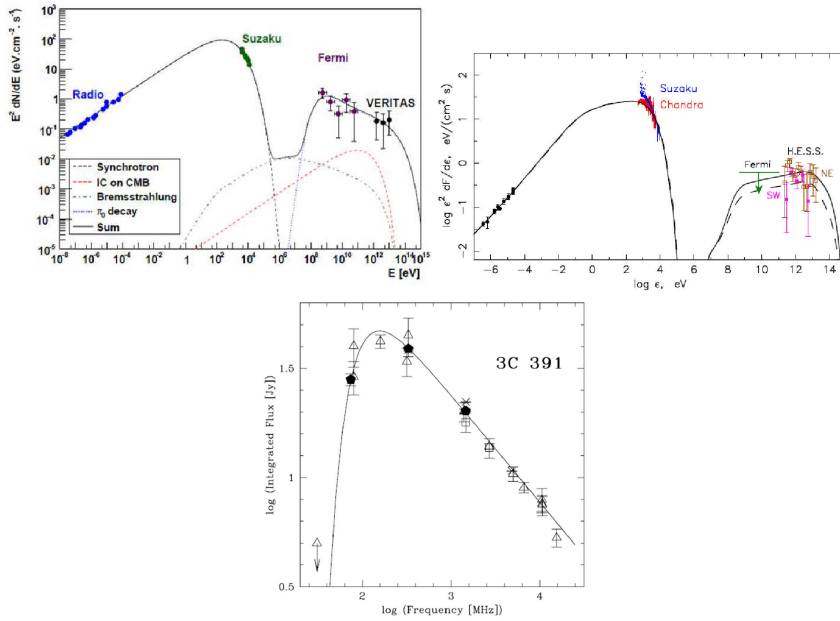 E² dN/dE (eV.cm⁻².s⁻¹)
10³
10²
10
1
10⁻¹
10⁻²
10⁻³
10⁻⁴
10⁻⁵
Radio
Suzaku
Fermi
VERITAS
Synchrotron
IC on CMB
Bremsstrahlung
π₀ decay
Sum
10⁻⁸ 10⁻⁶ 10⁻⁴ 10⁻² 1 10² 10⁴ 10⁶ 10⁸ 10¹⁰ 10¹² 10¹³ 10¹⁴ 10¹⁵
E [eV]
log ε² dF/dε, eV/(cm² s)
2
1
0
−1
−2
Suzaku
Chandra
H.E.S.S.
Fermi
NE
SW
−6 −4 −2 0 2 4 6 8 10 12 14
log ε, eV
log (Integrated Flux [Jy])
1.5
1
0.5
3C 391
2 3 4
log (Frequency [MHz])